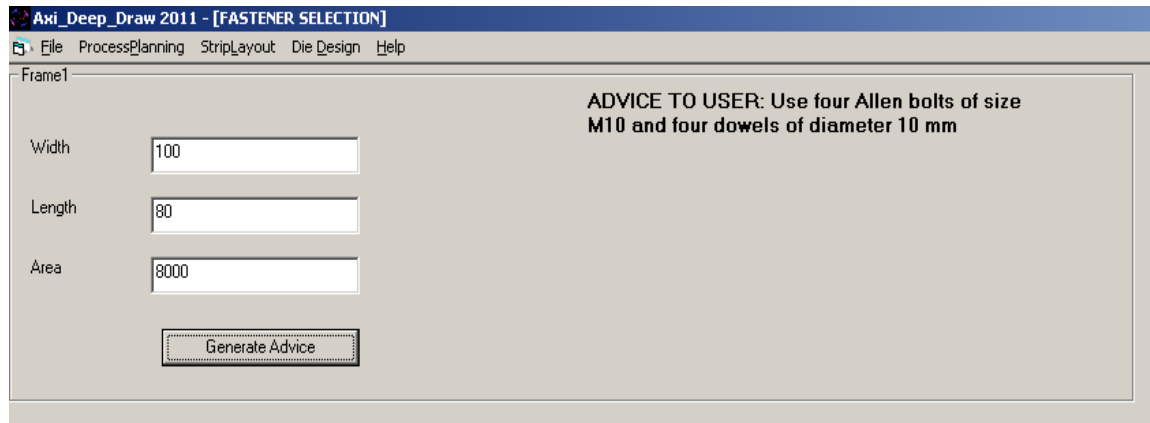 Axi_Deep_Draw 2011 - [FASTENER SELECTION]
File ProcessPlanning StripLayout Die Design Help
Frame1
ADVICE TO USER: Use four Allen bolts of size
M10 and four dowels of diameter 10 mm
Width 100
Length 80
Area 8000
Generate Advice